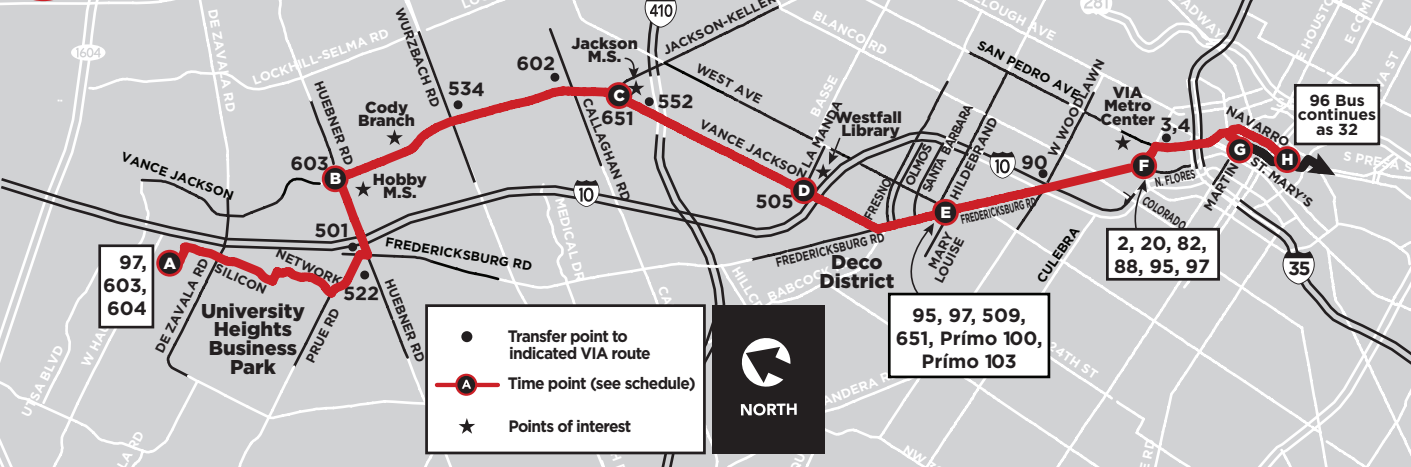 410
10
281
1604
DE ZAVALA RD
LOCKHILL-SELMA RD
WURZBACH RD
JACKSON-KELLER
BLANCO RD
Jackson
M.S.
602
534
C
651
552
WEST AVE
BASSE
SAN PEDRO AVE
W WOODLAWN
VIA
Metro
Center
3,4
NAVARRO
96 Bus
continues
as 32
HUEBNER RD
Cody
Branch
CALLAGHAN RD
VANCE JACKSON
LA MANDA
Westfall
Library
OLMOS
SANTA BARBARA
HILDEBRAND
10
90
F
G
H
S PRESA S
VANCE JACKSON
603
B
Hobby
M.S.
10
505
D
FRESNO
E
FREDERICKSBURG RD
N. FLORES
COLORADO
MARTIN
ST. MARY'S
501
FREDERICKSBURG RD
MEDICAL DR
FREDERICKSBURG RD
Deco
District
MARY
LOUISE
CULEBRA
35
97,
603,
604
A
SILICON
NETWORK
522
DE ZAVALA RD
University
Heights
Business
Park
PRUE RD
HUEBNER RD
BABCOCK
2, 20, 82,
88, 95, 97
95, 97, 509,
651, Prímo 100,
Prímo 103
24TH ST
UTSA BLVD
Transfer point to
indicated VIA route
A
Time point (see schedule)
Points of interest
NORTH